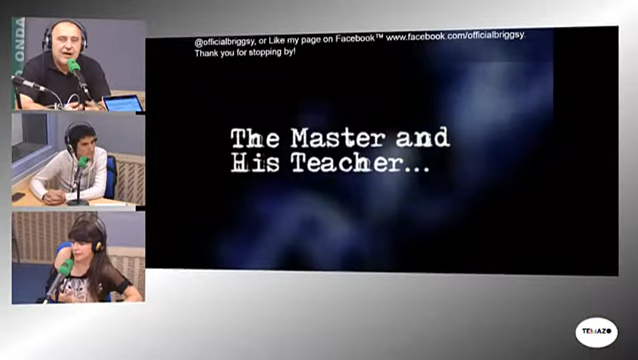 ONDA
@officialbriggsy, or Like my page on Facebook™ www.facebook.com/officialbriggsy
Thank you for stopping by!
The Master and
His Teacher...
TEMAZO